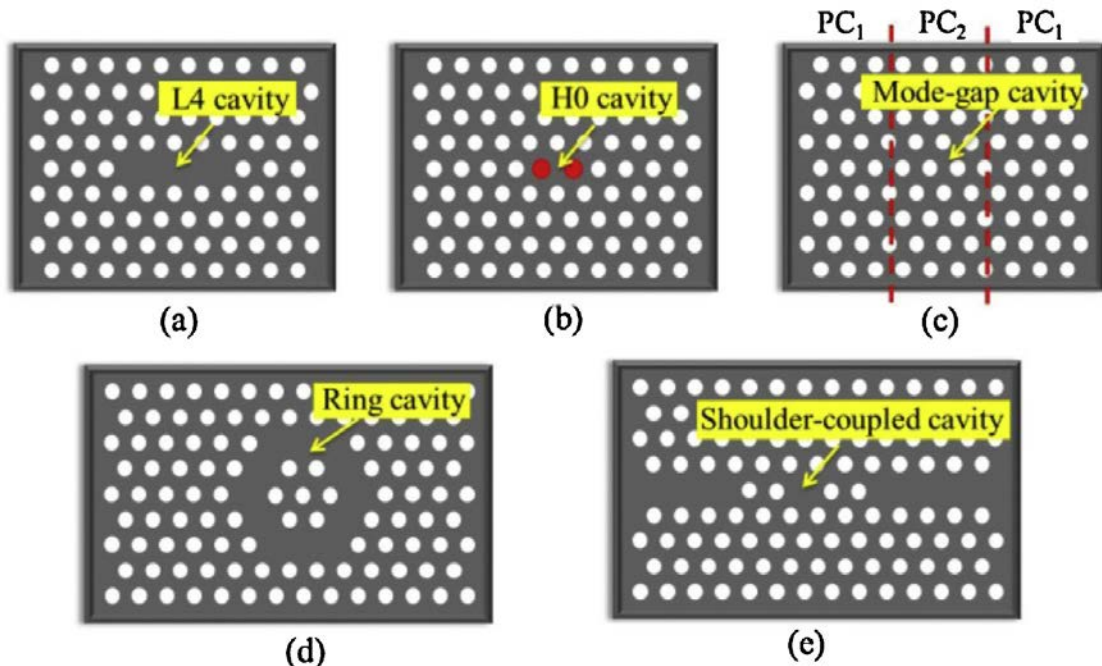 PC₁ PC₂ PC₁
L4 cavity
H0 cavity
Mode-gap cavity
(a)
(b)
(c)
Ring cavity
Shoulder-coupled cavity
(d)
(e)